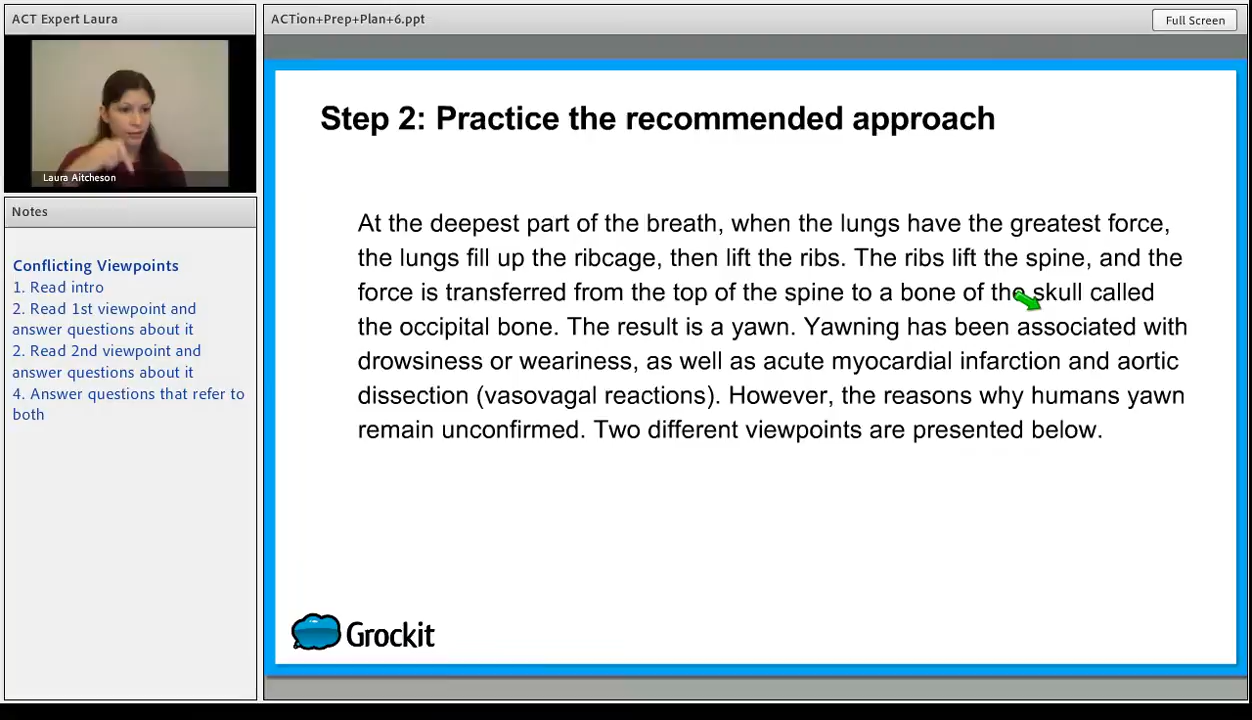 ACT Expert Laura
Laura Aitcheson
Notes
Conflicting Viewpoints
1. Read intro
2. Read 1st viewpoint and
answer questions about it
2. Read 2nd viewpoint and
answer questions about it
4. Answer questions that refer to
both
ACTion+Prep+Plan+6.ppt
Full Screen
Step 2: Practice the recommended approach
At the deepest part of the breath, when the lungs have the greatest force,
the lungs fill up the ribcage, then lift the ribs. The ribs lift the spine, and the
force is transferred from the top of the spine to a bone of the skull called
the occipital bone. The result is a yawn. Yawning has been associated with
drowsiness or weariness, as well as acute myocardial infarction and aortic
dissection (vasovagal reactions). However, the reasons why humans yawn
remain unconfirmed. Two different viewpoints are presented below.
Grockit